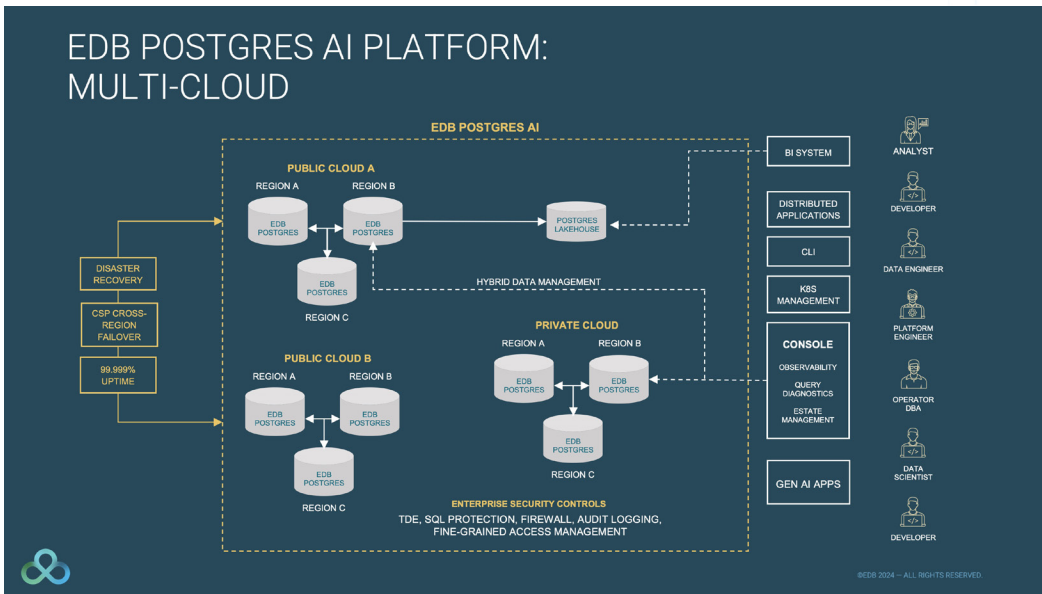 EDB POSTGRES AI PLATFORM:
MULTI-CLOUD
EDB POSTGRES AI
PUBLIC CLOUD A
REGION A
REGION B
EDB
POSTGRES
EDB
POSTGRES
EDB
POSTGRES
REGION C
POSTGRES
LAKEHOUSE
HYBRID DATA MANAGEMENT
DISASTER
RECOVERY
CSP CROSS-
REGION
FAILOVER
99.999%
UPTIME
PUBLIC CLOUD B
REGION A
REGION B
EDB
POSTGRES
EDB
POSTGRES
EDB
POSTGRES
REGION C
PRIVATE CLOUD
REGION A
REGION B
EDB
POSTGRES
EDB
POSTGRES
EDB
POSTGRES
REGION C
ENTERPRISE SECURITY CONTROLS
TDE, SQL PROTECTION, FIREWALL, AUDIT LOGGING,
FINE-GRAINED ACCESS MANAGEMENT
BI SYSTEM
DISTRIBUTED
APPLICATIONS
CLI
K8S
MANAGEMENT
CONSOLE
OBSERVABILITY
QUERY
DIAGNOSTICS
ESTATE
MANAGEMENT
GEN AI APPS
ANALYST
DEVELOPER
DATA ENGINEER
PLATFORM
ENGINEER
OPERATOR
DBA
DATA
SCIENTIST
DEVELOPER
©EDB 2024 — ALL RIGHTS RESERVED.